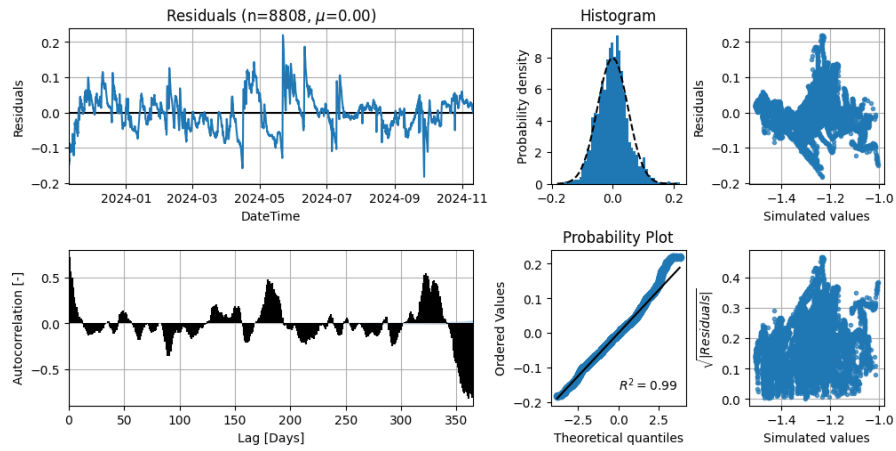 Residuals (n=8808, μ=0.00)
Residuals
0.2
0.1
0.0
−0.1
−0.2
2024-01 2024-03 2024-05 2024-07 2024-09 2024-11
DateTime
Histogram
Probability density
8
6
4
2
0
−0.2 0.0 0.2
Residuals
0.2
0.1
0.0
−0.1
−0.2
−1.4 −1.2 −1.0
Simulated values
Autocorrelation [-]
0.5
0.0
−0.5
0 50 100 150 200 250 300 350
Lag [Days]
Probability Plot
Ordered Values
0.2
0.1
0.0
−0.1
−0.2
R² = 0.99
−2.5 0.0 2.5
Theoretical quantiles
√|Residuals|
0.4
0.3
0.2
0.1
0.0
−1.4 −1.2 −1.0
Simulated values